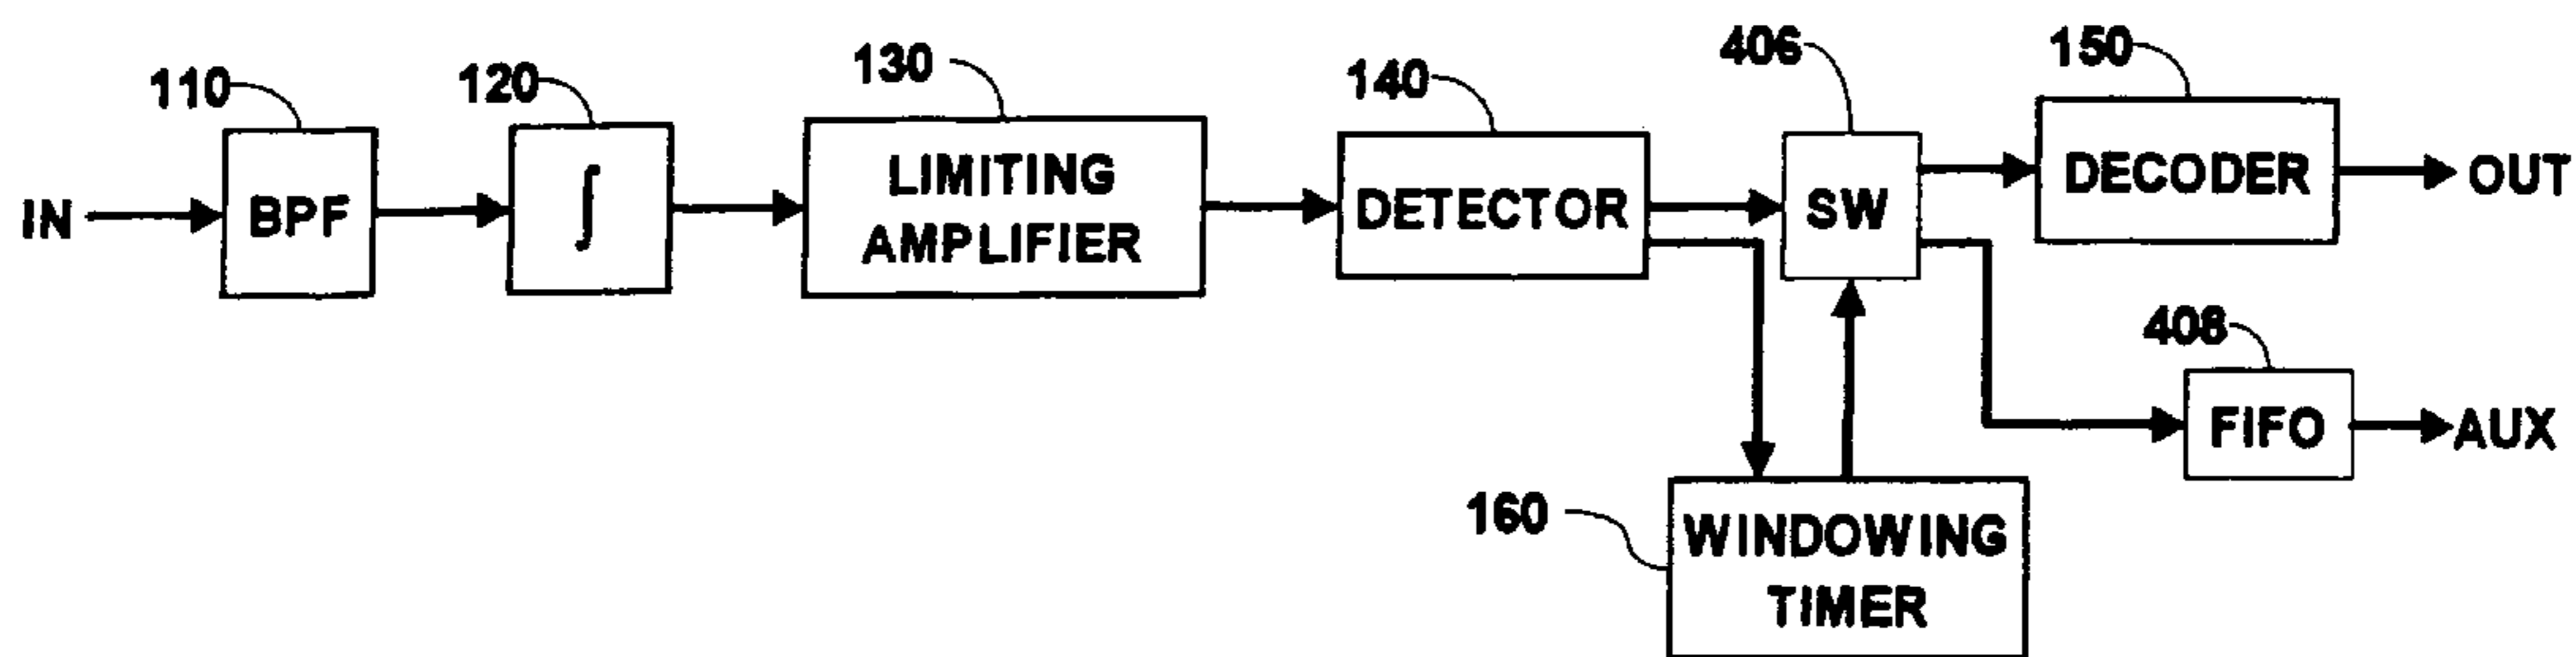 110
120
130
140
406
150
IN
BPF
∫
LIMITING
AMPLIFIER
DETECTOR
SW
DECODER
OUT
408
FIFO
AUX
160
WINDOWING
TIMER